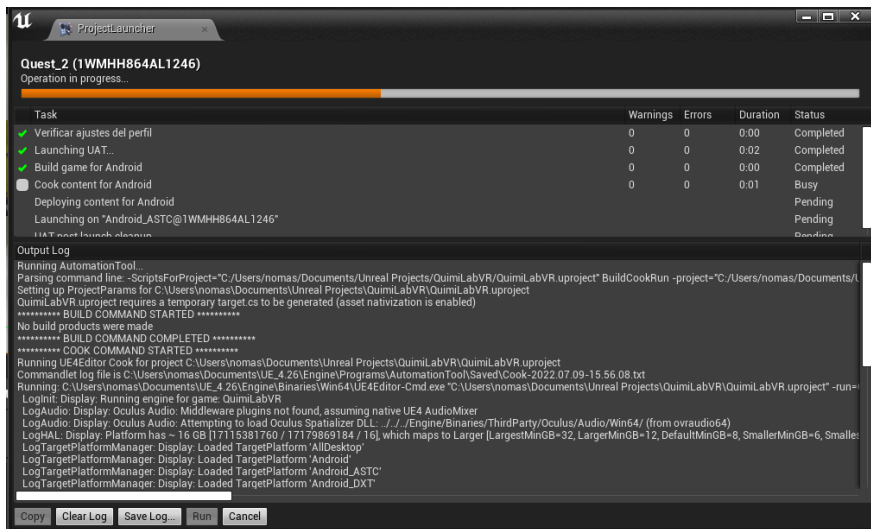 ProjectLauncher
Quest_2 (1WMHH864AL1246)
Operation in progress...
Task Warnings Errors Duration Status
Verificar ajustes del perfil 0 0 0:00 Completed
Launching UAT... 0 0 0:02 Completed
Build game for Android 0 0 0:00 Completed
Cook content for Android 0 0 0:01 Busy
Deploying content for Android Pending
Launching on "Android_ASTC@1WMHH864AL1246" Pending
UAT post launch cleanup Pending
Output Log
Running AutomationTool...
Parsing command line: -ScriptsForProject="C:/Users/nomas/Documents/Unreal Projects/QuimiLabVR/QuimiLabVR.uproject" BuildCookRun -project="C:/Users/nomas/Documents/U
Setting up ProjectParams for C:\Users\nomas\Documents\Unreal Projects\QuimiLabVR\QuimiLabVR.uproject
QuimiLabVR.uproject requires a temporary target.cs to be generated (asset nativization is enabled)
********** BUILD COMMAND STARTED **********
No build products were made
********** BUILD COMMAND COMPLETED **********
********** COOK COMMAND STARTED **********
Running UE4Editor Cook for project C:\Users\nomas\Documents\Unreal Projects\QuimiLabVR\QuimiLabVR.uproject
Commandlet log file is C:\Users\nomas\Documents\UE_4.26\Engine\Programs\AutomationTool\Saved\Cook-2022.07.09-15.56.08.txt
Running: C:\Users\nomas\Documents\UE_4.26\Engine\Binaries\Win64\UE4Editor-Cmd.exe "C:\Users\nomas\Documents\Unreal Projects\QuimiLabVR\QuimiLabVR.uproject" -run=
LogInit: Display: Running engine for game: QuimiLabVR
LogAudio: Display: Oculus Audio: Middleware plugins not found, assuming native UE4 AudioMixer
LogAudio: Display: Oculus Audio: Attempting to load Oculus Spatializer DLL: ../../../Engine/Binaries/ThirdParty/Oculus/Audio/Win64/ (from ovraudio64)
LogHAL: Display: Platform has ~ 16 GB [17115381760 / 17179869184 / 16], which maps to Larger [LargestMinGB=32, LargerMinGB=12, DefaultMinGB=8, SmallerMinGB=6, Smalles
LogTargetPlatformManager: Display: Loaded TargetPlatform 'AllDesktop'
LogTargetPlatformManager: Display: Loaded TargetPlatform 'Android'
LogTargetPlatformManager: Display: Loaded TargetPlatform 'Android_ASTC'
LogTargetPlatformManager: Display: Loaded TargetPlatform 'Android_DXT'
Copy Clear Log Save Log... Run Cancel